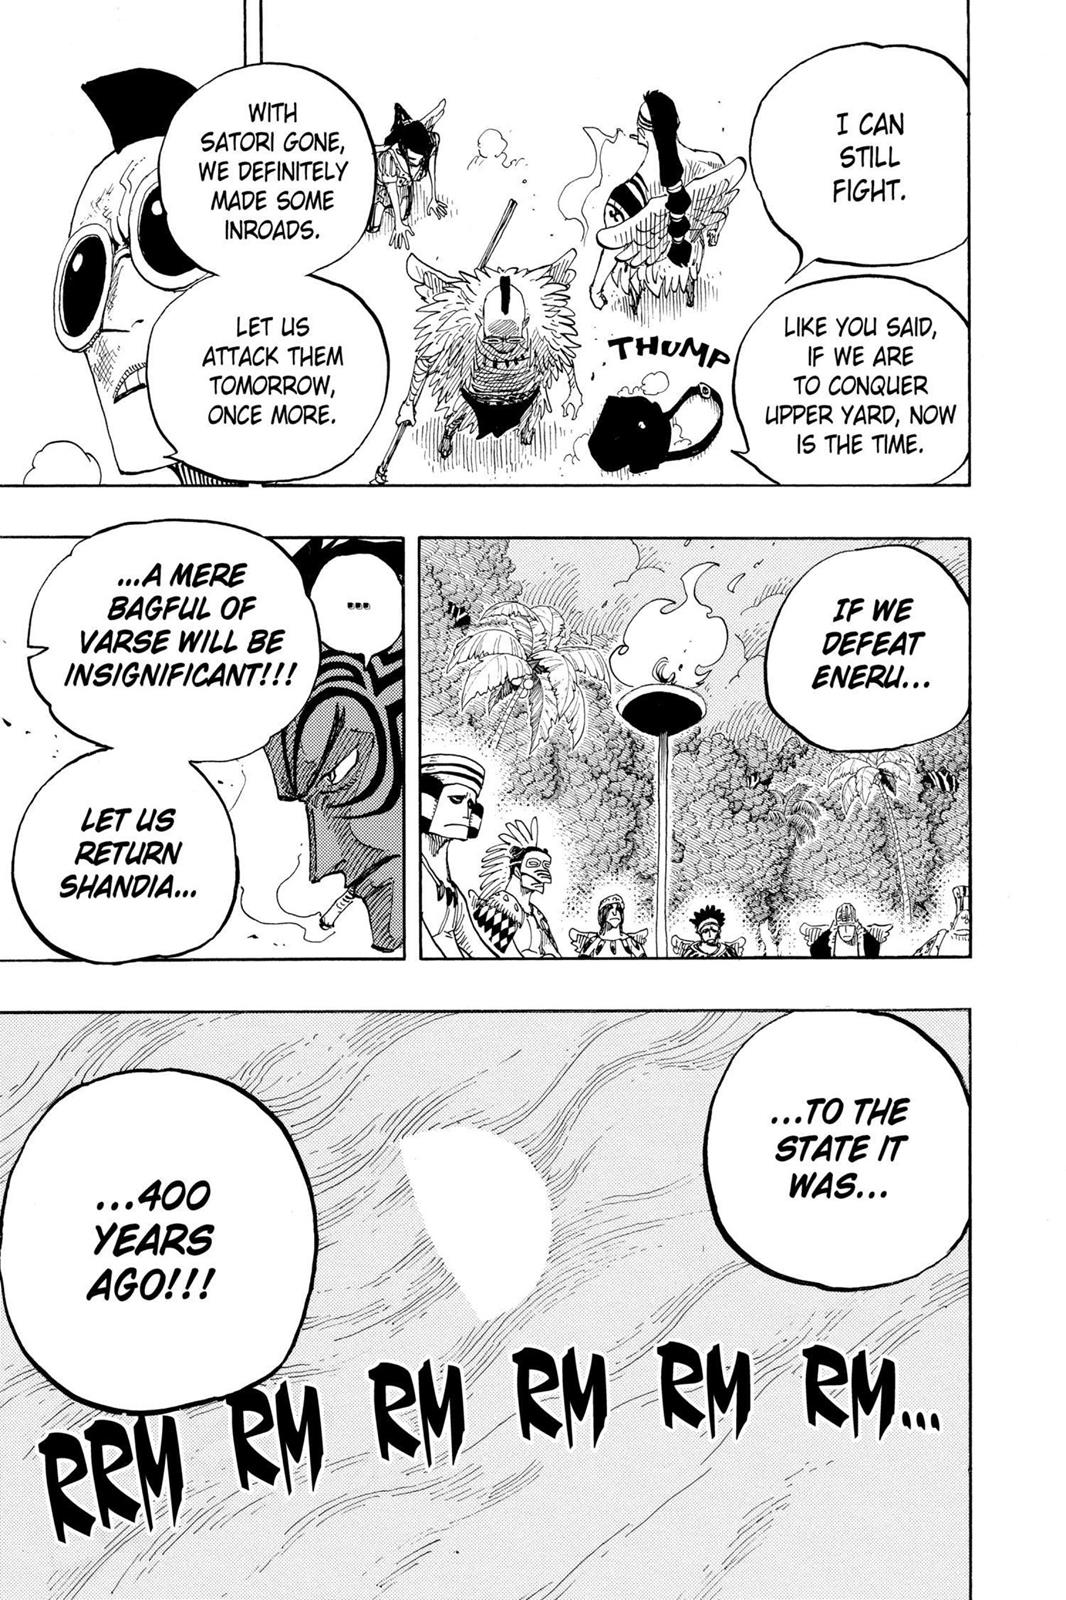 I CAN
STILL
FIGHT.
LIKE YOU SAID,
IF WE ARE
TO CONQUER
UPPER YARD, NOW
IS THE TIME.
THUMP
WITH
SATORI GONE,
WE DEFINITELY
MADE SOME
INROADS.
LET US
ATTACK THEM
TOMORROW,
ONCE MORE.
IF WE
DEFEAT
ENERU...
...
...A MERE
BAGFUL OF
VARSE WILL BE
INSIGNIFICANT!!!
LET US
RETURN
SHANDIA...
...TO THE
STATE IT
WAS...
...400
YEARS
AGO!!!
RRM RM RM RM RM RM...